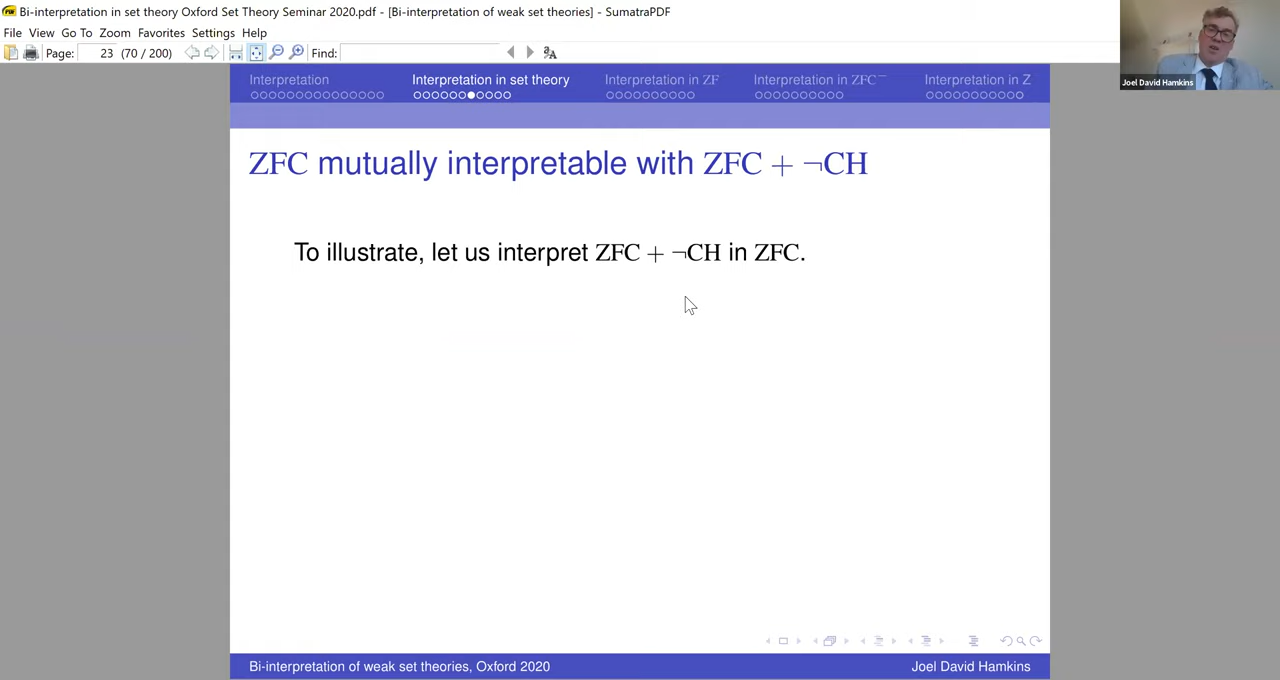 Bi-interpretation in set theory Oxford Set Theory Seminar 2020.pdf - [Bi-interpretation of weak set theories] - SumatraPDF
File View Go To Zoom Favorites Settings Help
Page: 23 (70 / 200) Find:
Joel David Hamkins
Interpretation Interpretation in set theory Interpretation in ZF Interpretation in ZFC⁻ Interpretation in Z
ZFC mutually interpretable with ZFC + ¬CH
To illustrate, let us interpret ZFC + ¬CH in ZFC.
Bi-interpretation of weak set theories, Oxford 2020 Joel David Hamkins